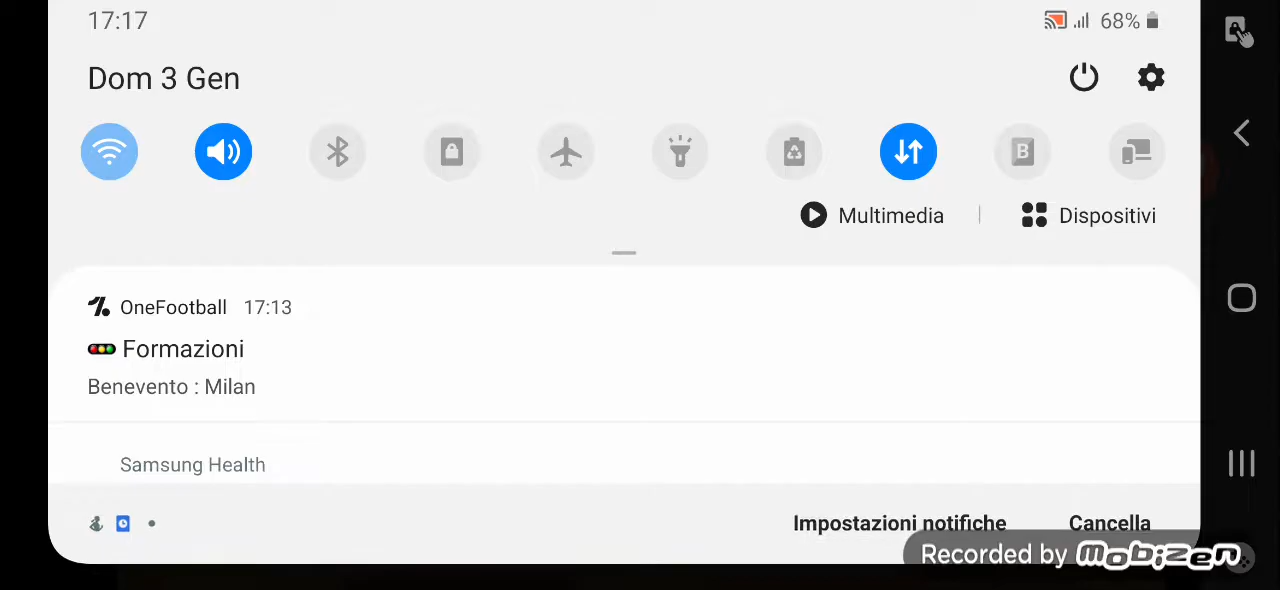 17:17
68%
Dom 3 Gen
B
Multimedia
Dispositivi
OneFootball 17:13
Formazioni
Benevento : Milan
Samsung Health
Impostazioni notifiche
Cancella
Recorded by mobizen